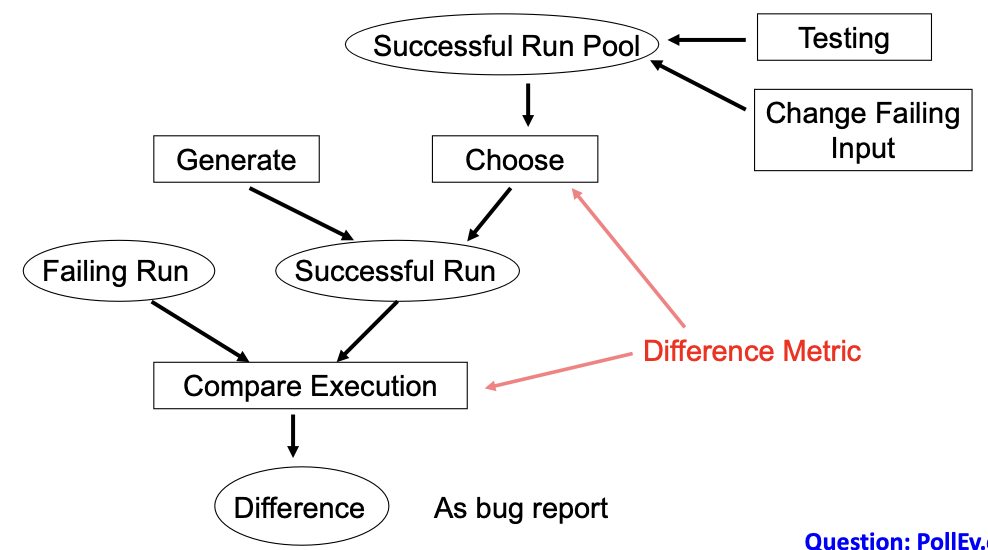 Successful Run Pool
Testing
Change Failing
Input
Generate
Choose
Failing Run
Successful Run
Difference Metric
Compare Execution
Difference
As bug report
Question: PollEv.